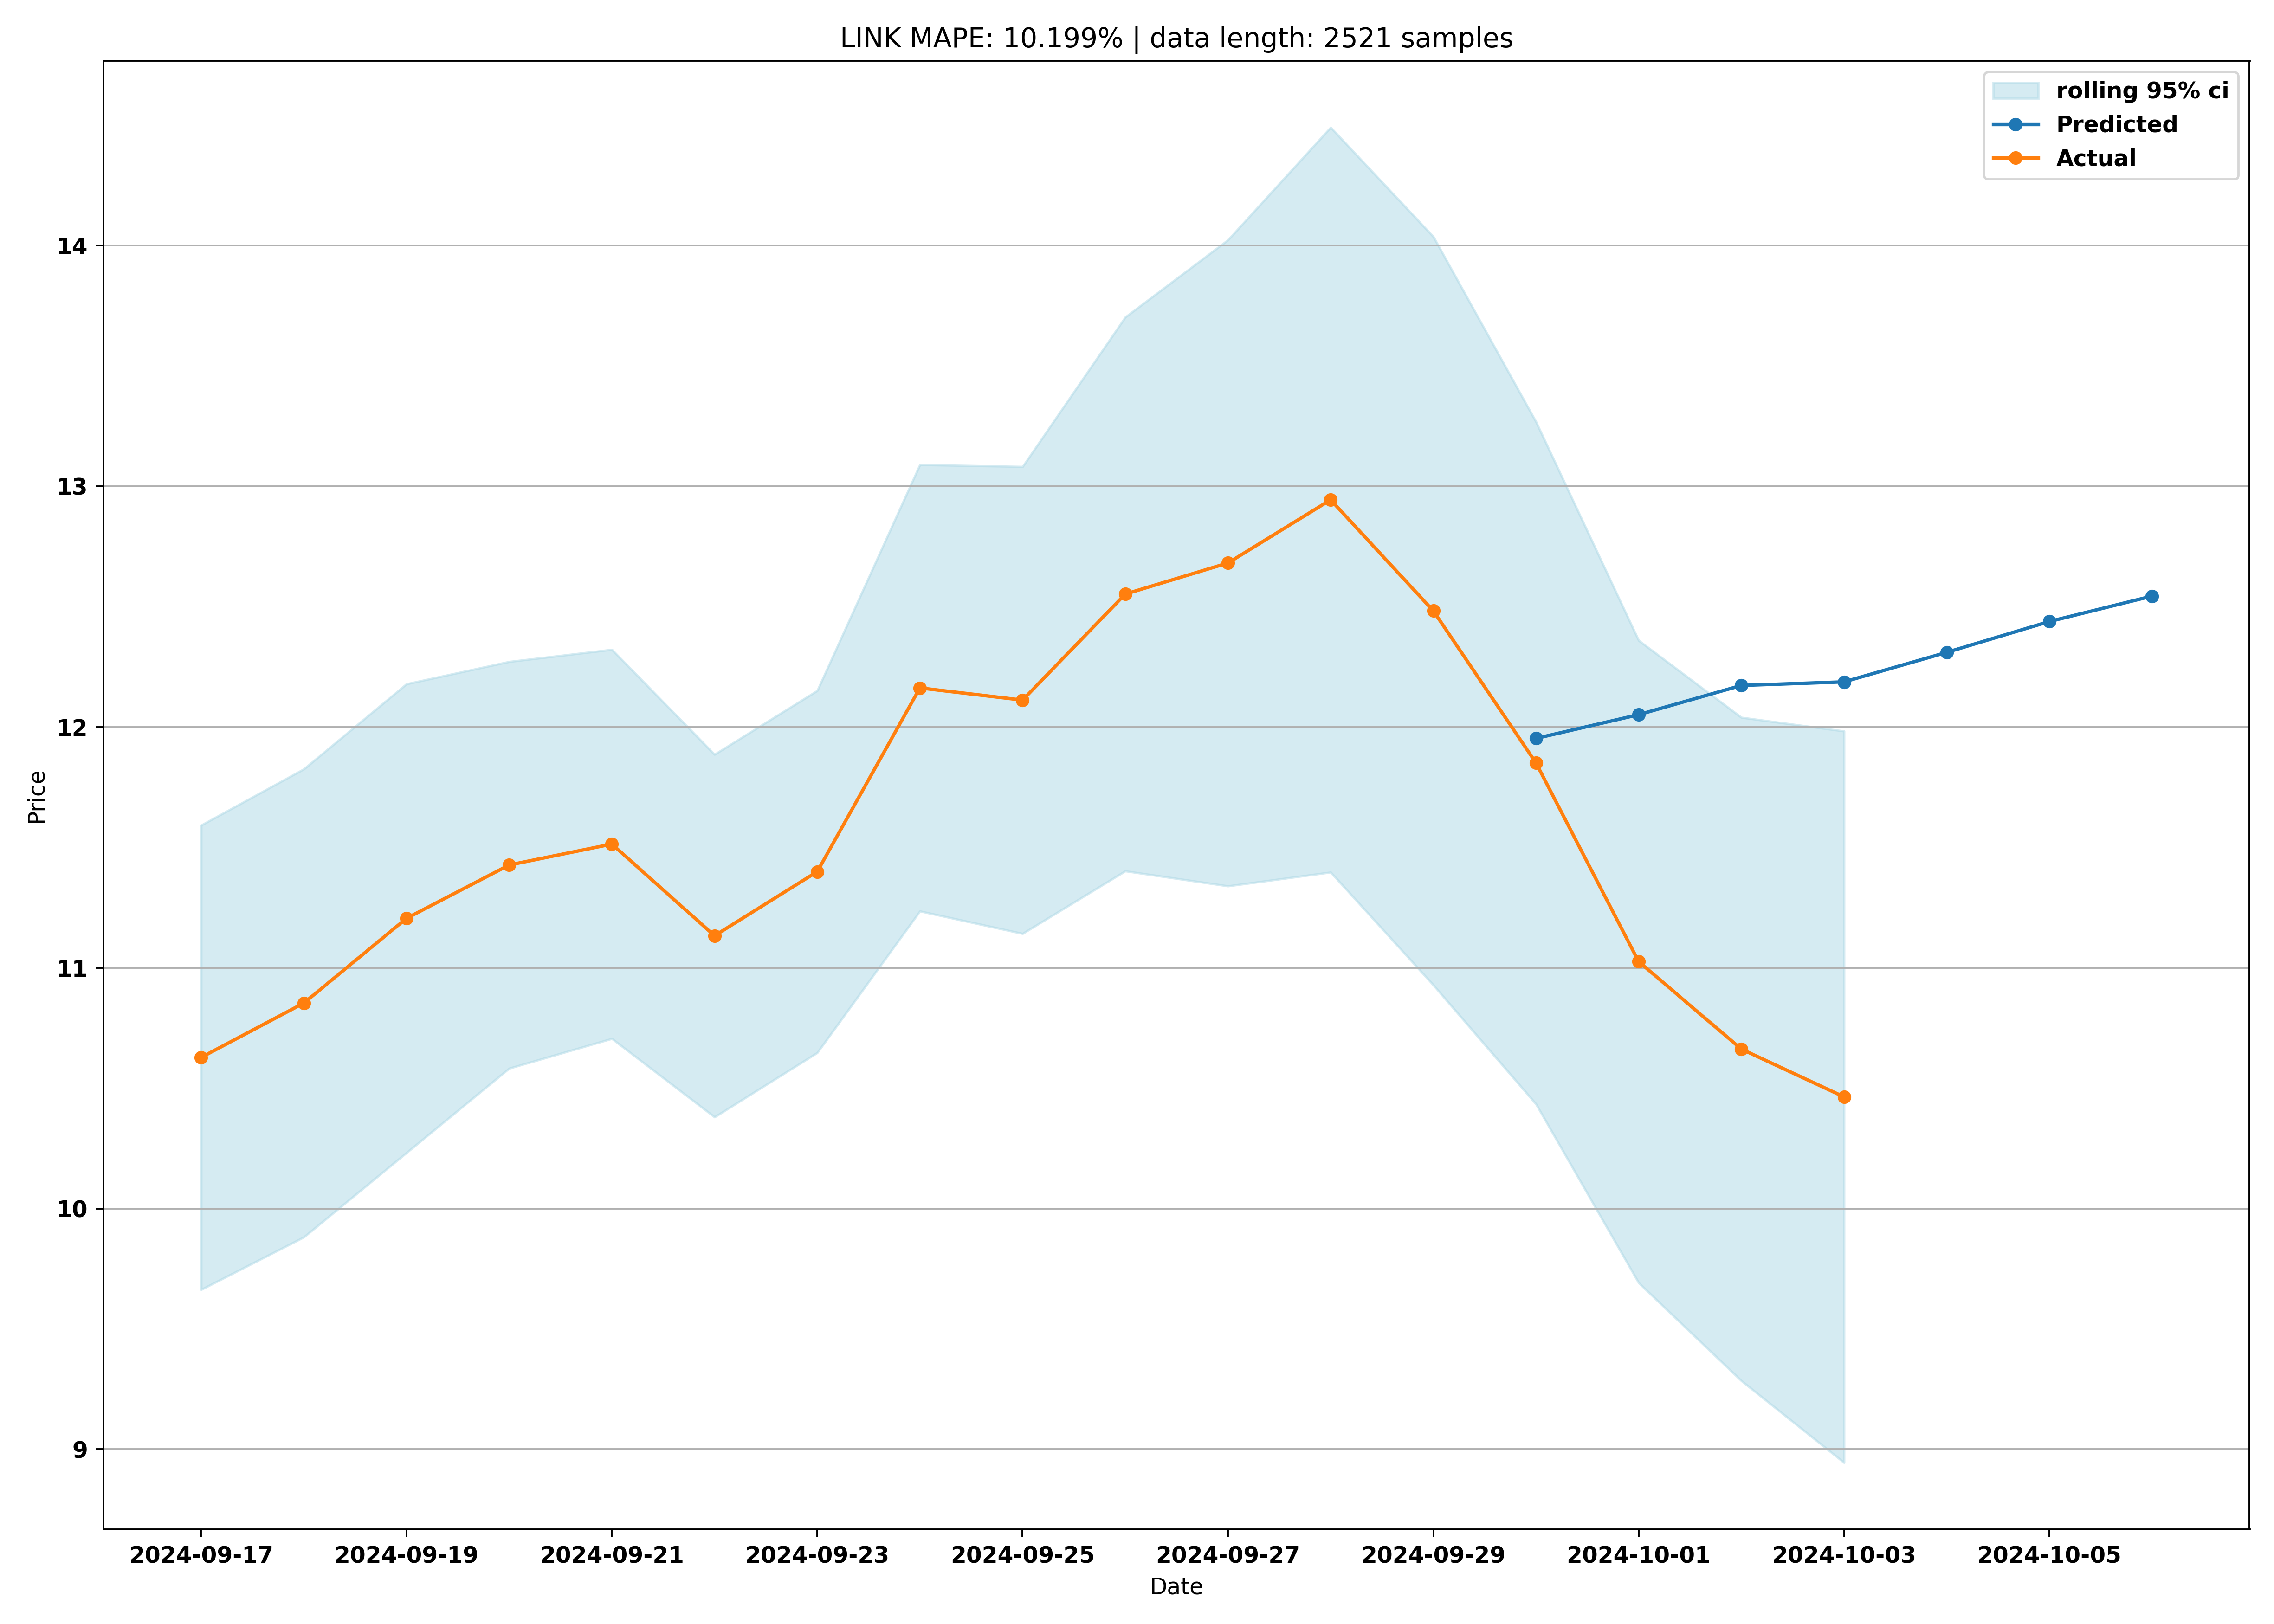 LINK MAPE: 10.199% | data length: 2521 samples
rolling 95% ci
Predicted
Actual
14
13
12
11
10
9
Price
2024-09-17 2024-09-19 2024-09-21 2024-09-23 2024-09-25 2024-09-27 2024-09-29 2024-10-01 2024-10-03 2024-10-05
Date